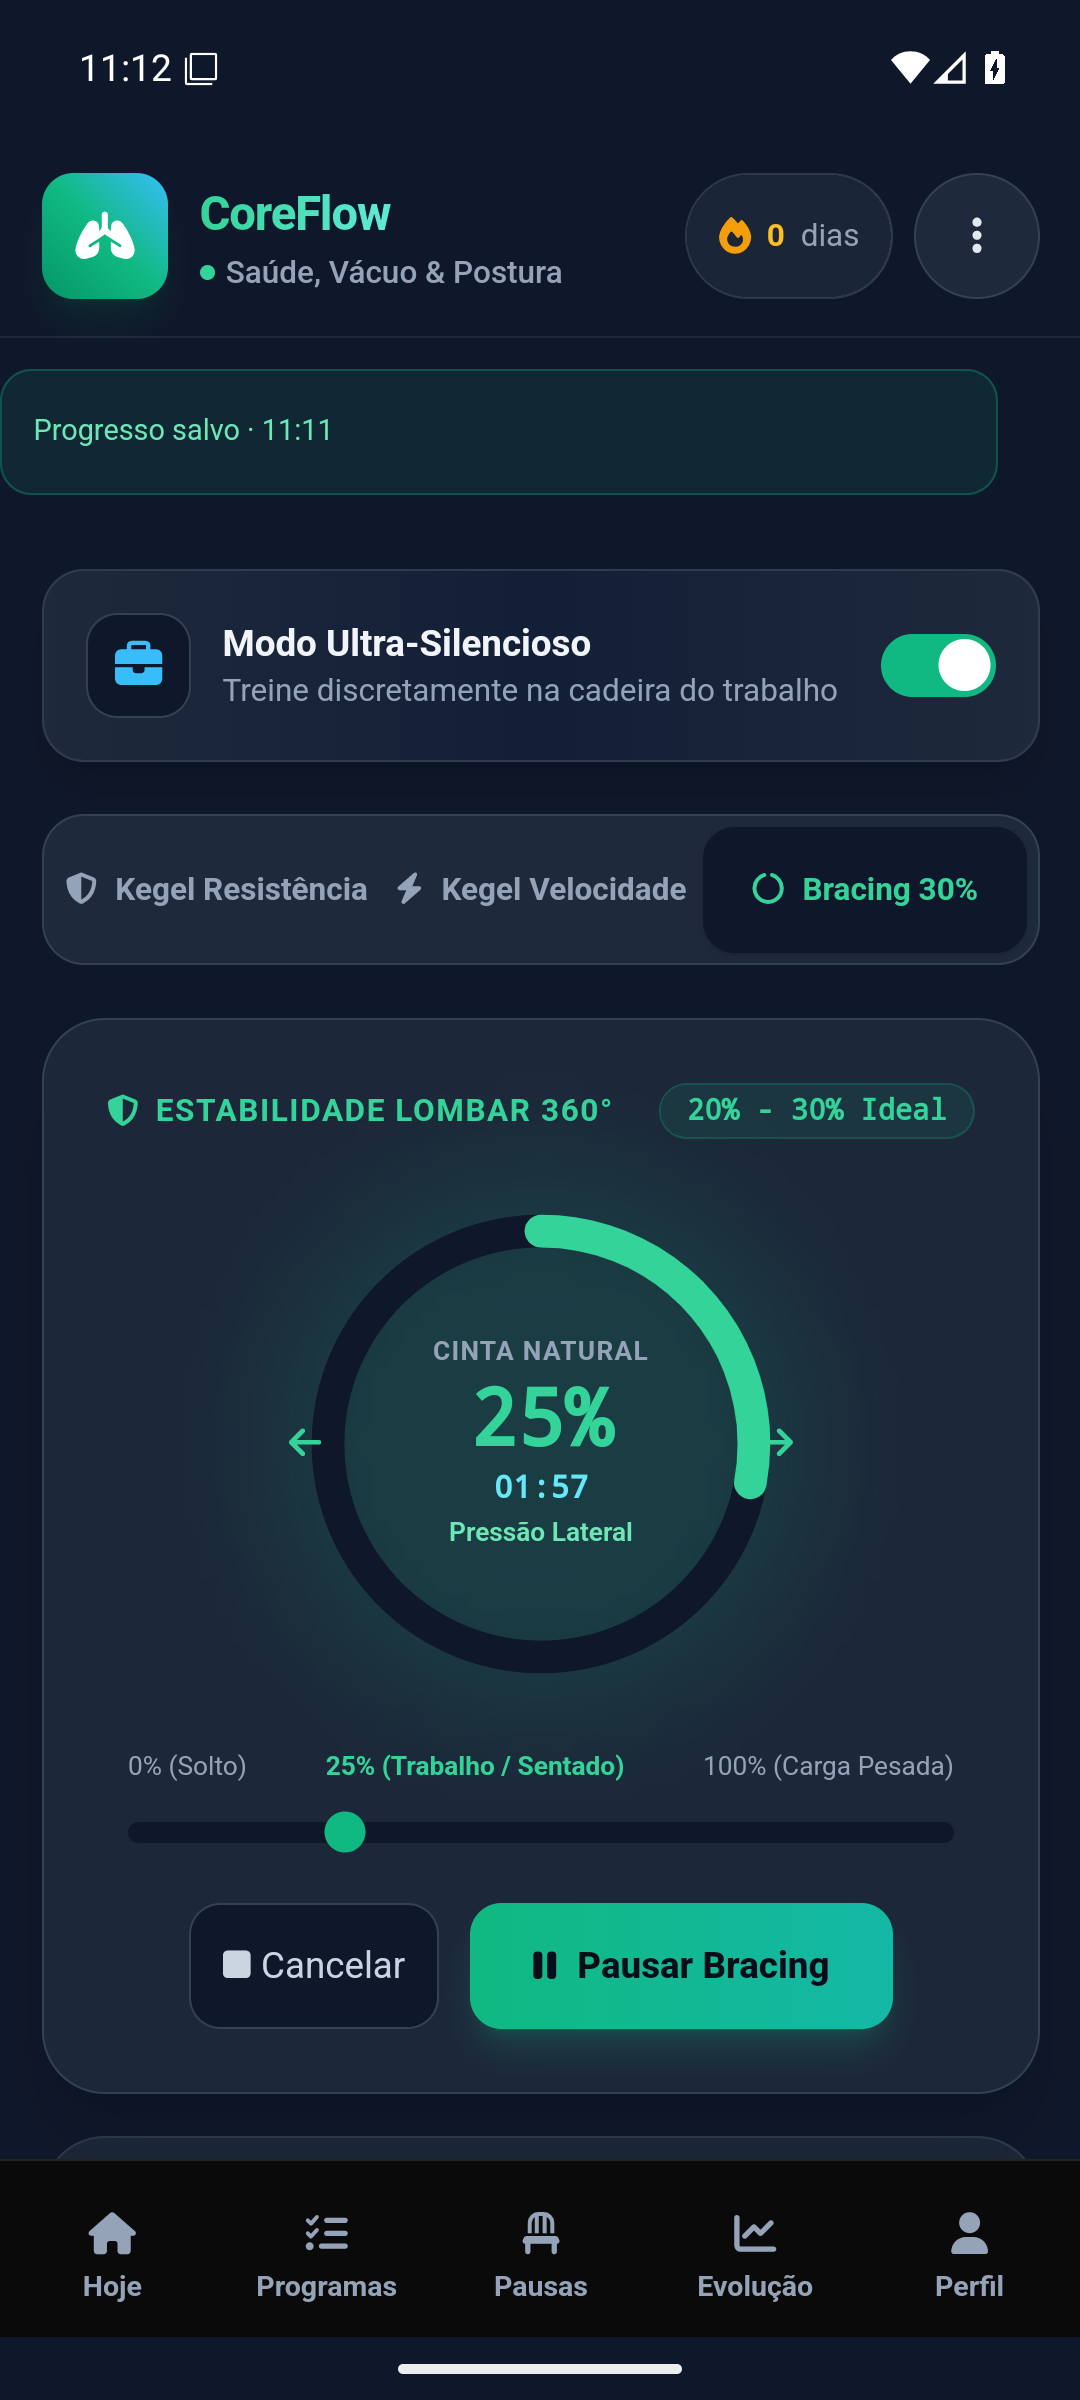 11:12
CoreFlow
Saúde, Vácuo & Postura
0 dias
Progresso salvo · 11:11
Modo Ultra-Silencioso
Treine discretamente na cadeira do trabalho
Kegel Resistência
Kegel Velocidade
Bracing 30%
ESTABILIDADE LOMBAR 360°
20% - 30% Ideal
CINTA NATURAL
25%
01:57
Pressão Lateral
0% (Solto)
25% (Trabalho / Sentado)
100% (Carga Pesada)
Cancelar
Pausar Bracing
Hoje
Programas
Pausas
Evolução
Perfil